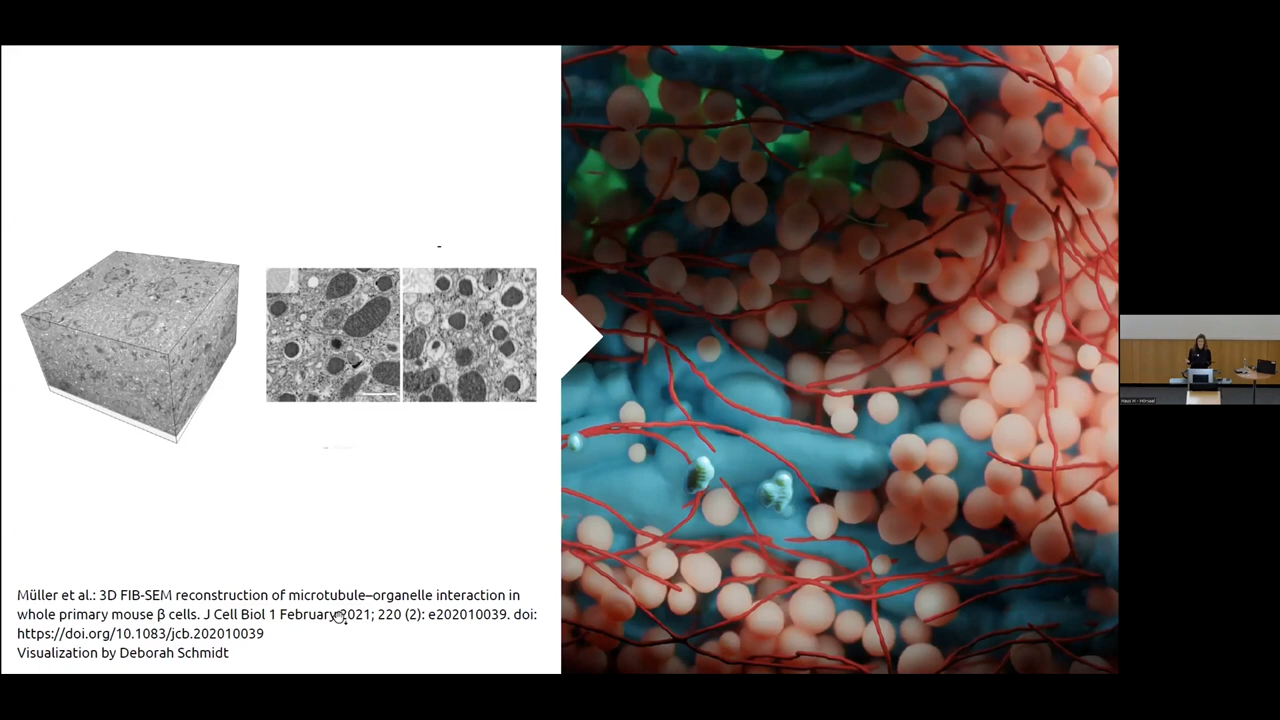 Müller et al.: 3D FIB-SEM reconstruction of microtubule–organelle interaction in
whole primary mouse β cells. J Cell Biol 1 February 2021; 220 (2): e202010039. doi:
https://doi.org/10.1083/jcb.202010039
Visualization by Deborah Schmidt